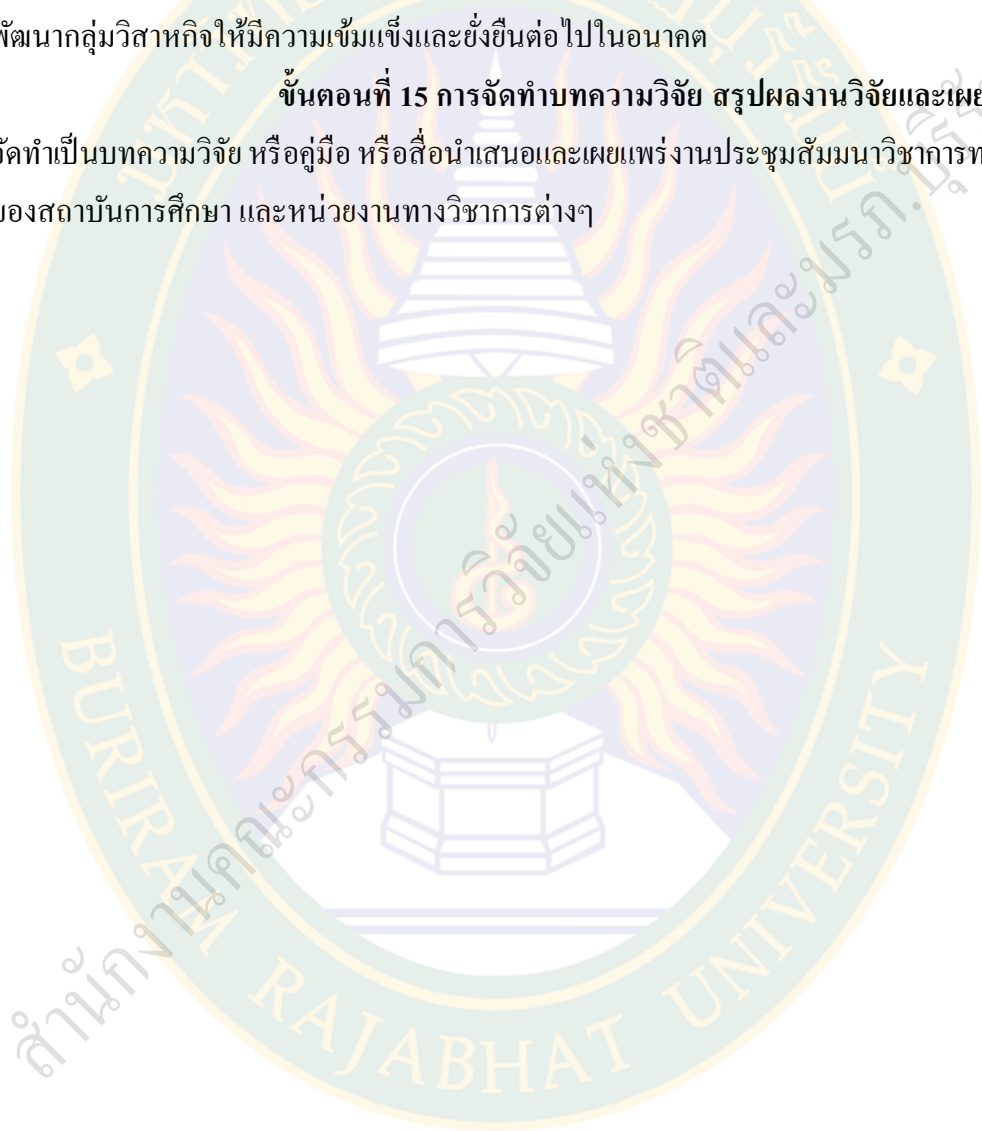 พัฒนากลุ่มวิสาหกิจให้มีความเข้มแข็งและยั่งยืนต่อไปในอนาคต
ขั้นตอนที่ 15 การจัดทำบทความวิจัย สรุปผลงานวิจัยและเผย
จัดทำเป็นบทความวิจัย หรือคู่มือ หรือสื่อนำเสนอและเผยแพร่งานประชุมสัมมนาวิชาการ
ของสถาบันการศึกษา และหน่วยงานทางวิชาการต่างๆ
สำนักงานคณะกรรมการวิจัยแห่งชาติและมรภ.บุรีรั
BURIRAM RAJABHAT UNIVERSITY